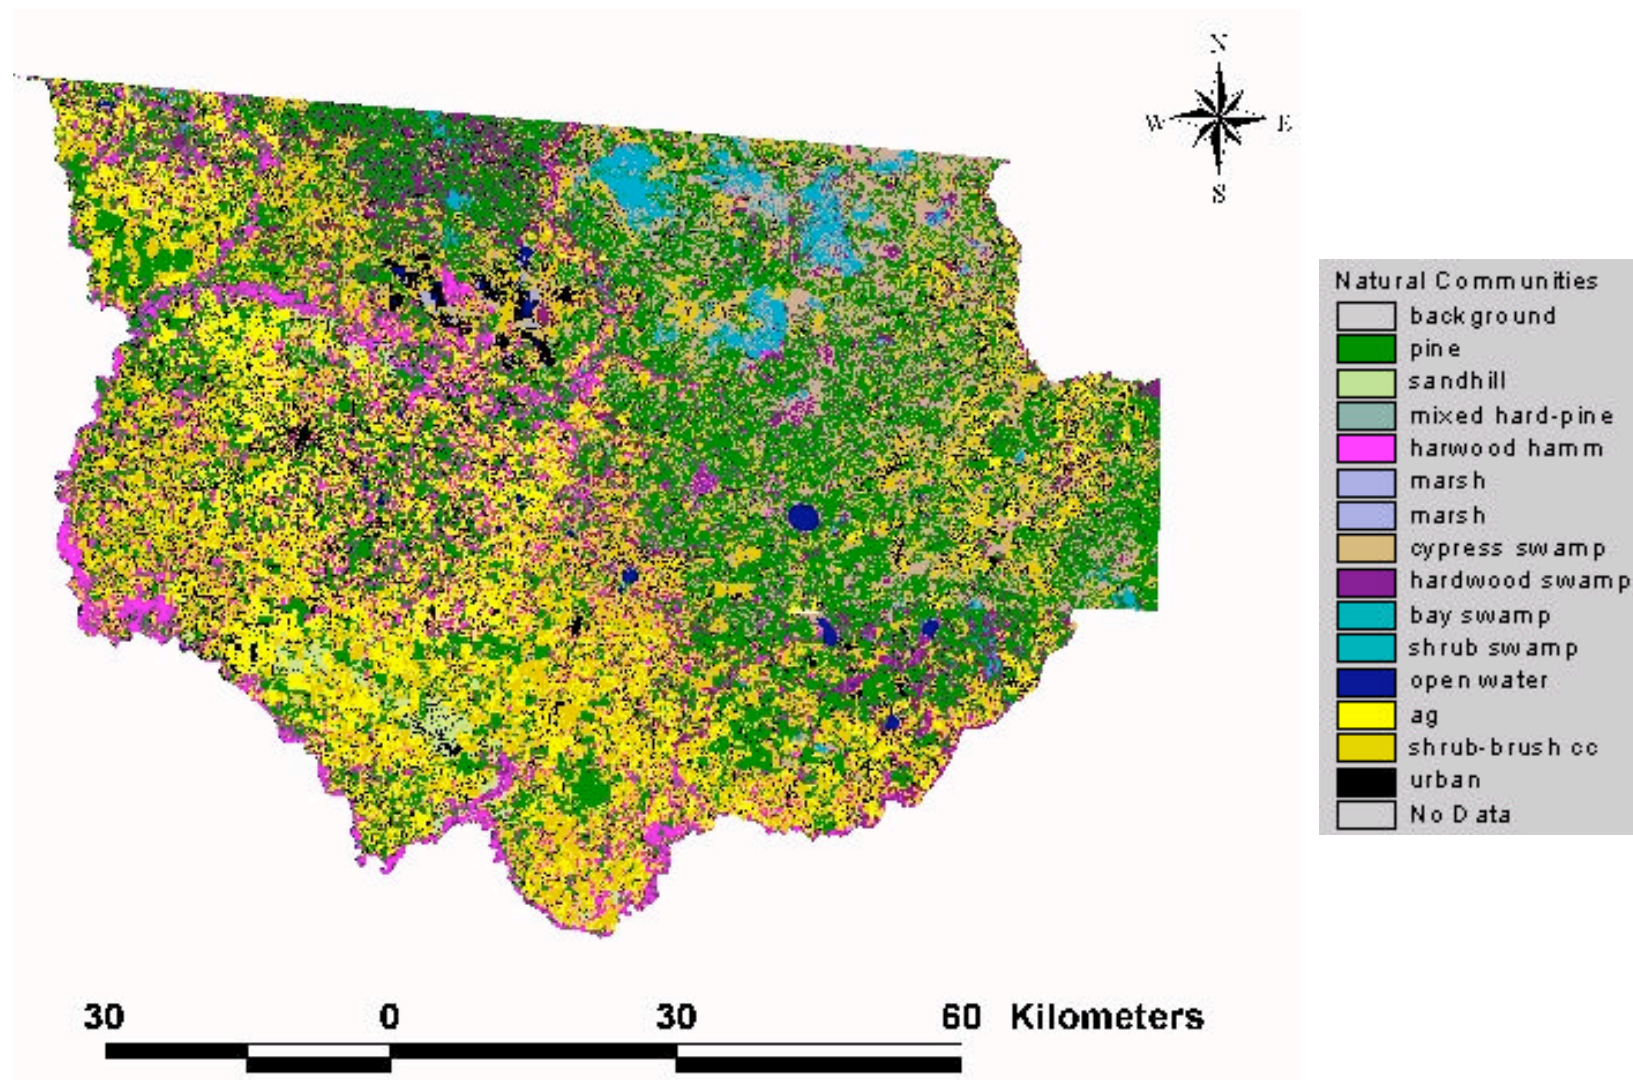 N
W E
S
Natural Communities
background
pine
sandhill
mixed hard-pine
harwood hamm
marsh
marsh
cypress swamp
hardwood swamp
bay swamp
shrub swamp
open water
ag
shrub-brush cc
urban
No Data
30 0 30 60 Kilometers